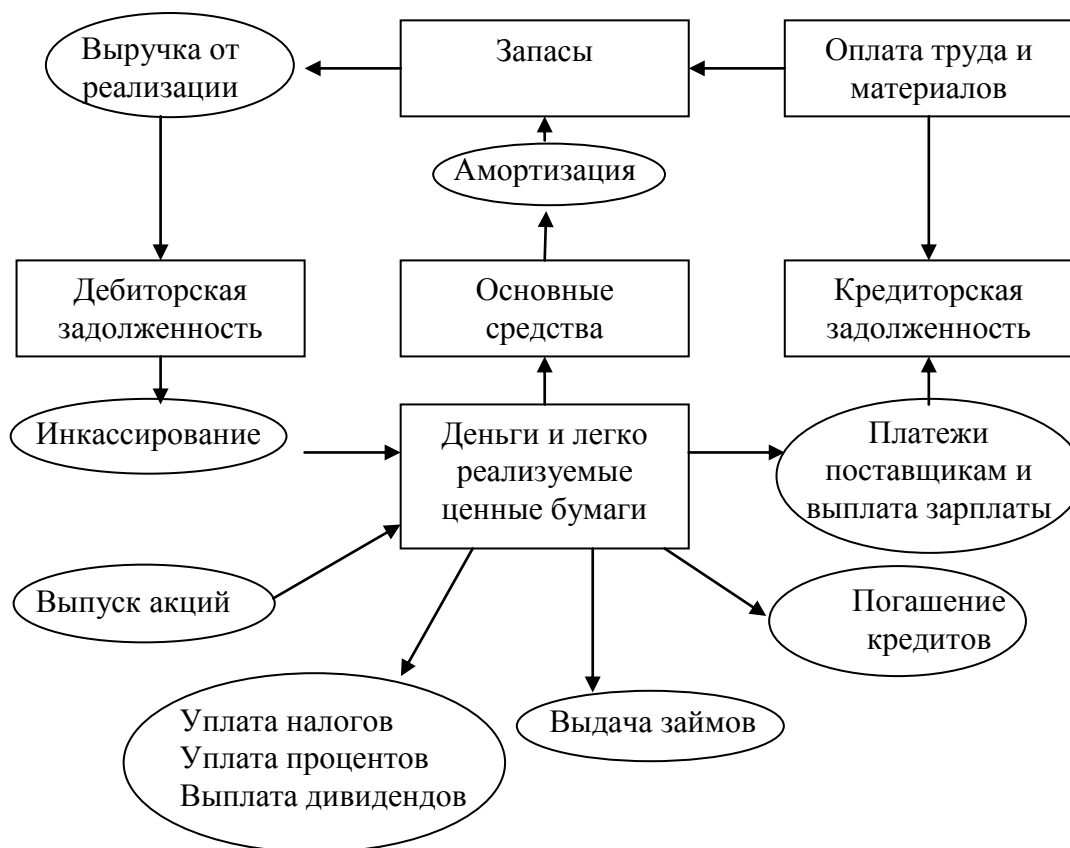 Выручка от
реализации
Запасы
Оплата труда и
материалов
Амортизация
Дебиторская
задолженность
Основные
средства
Кредиторская
задолженность
Инкассирование
Деньги и легко
реализуемые
ценные бумаги
Платежи
поставщикам и
выплата зарплаты
Выпуск акций
Погашение
кредитов
Уплата налогов
Уплата процентов
Выплата дивидендов
Выдача займов